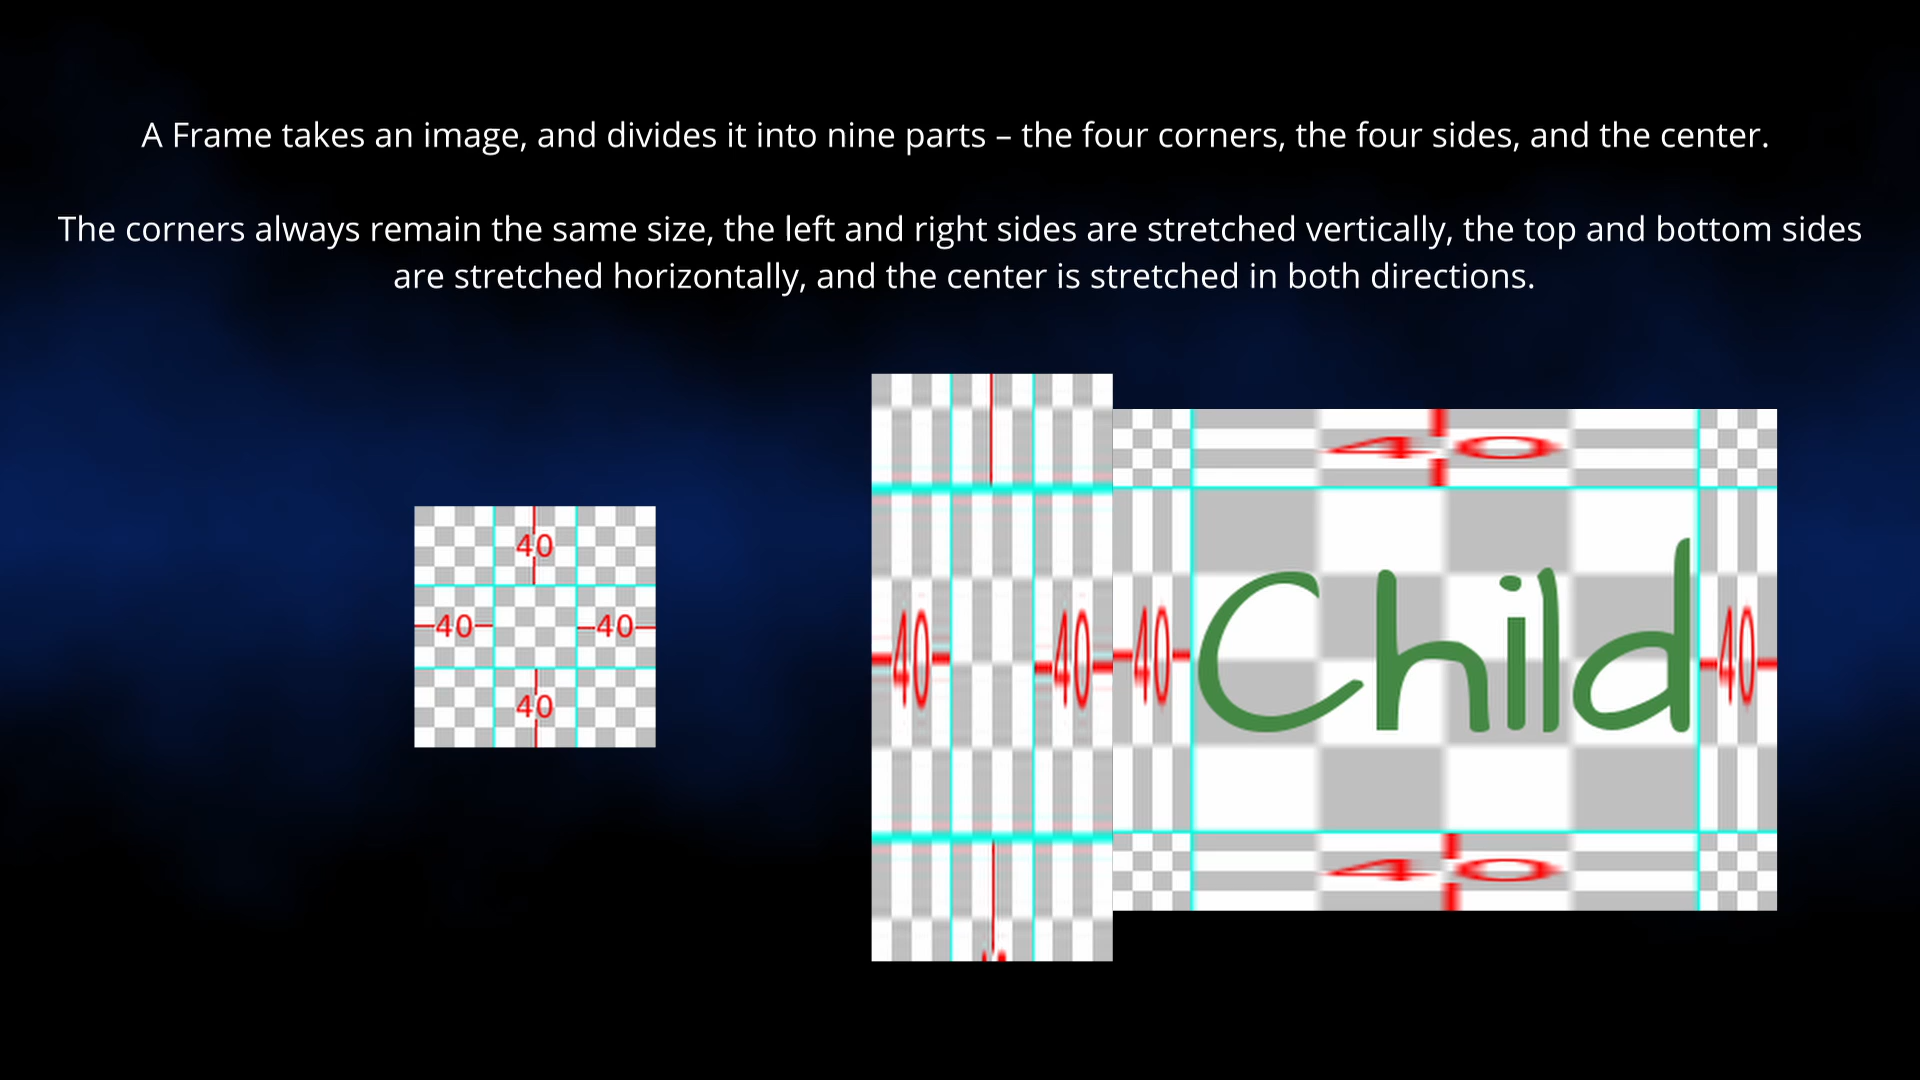 A Frame takes an image, and divides it into nine parts – the four corners, the four sides, and the center.
The corners always remain the same size, the left and right sides are stretched vertically, the top and bottom sides
are stretched horizontally, and the center is stretched in both directions.
40
40 40
40
40 40
40
40 Child 40
40